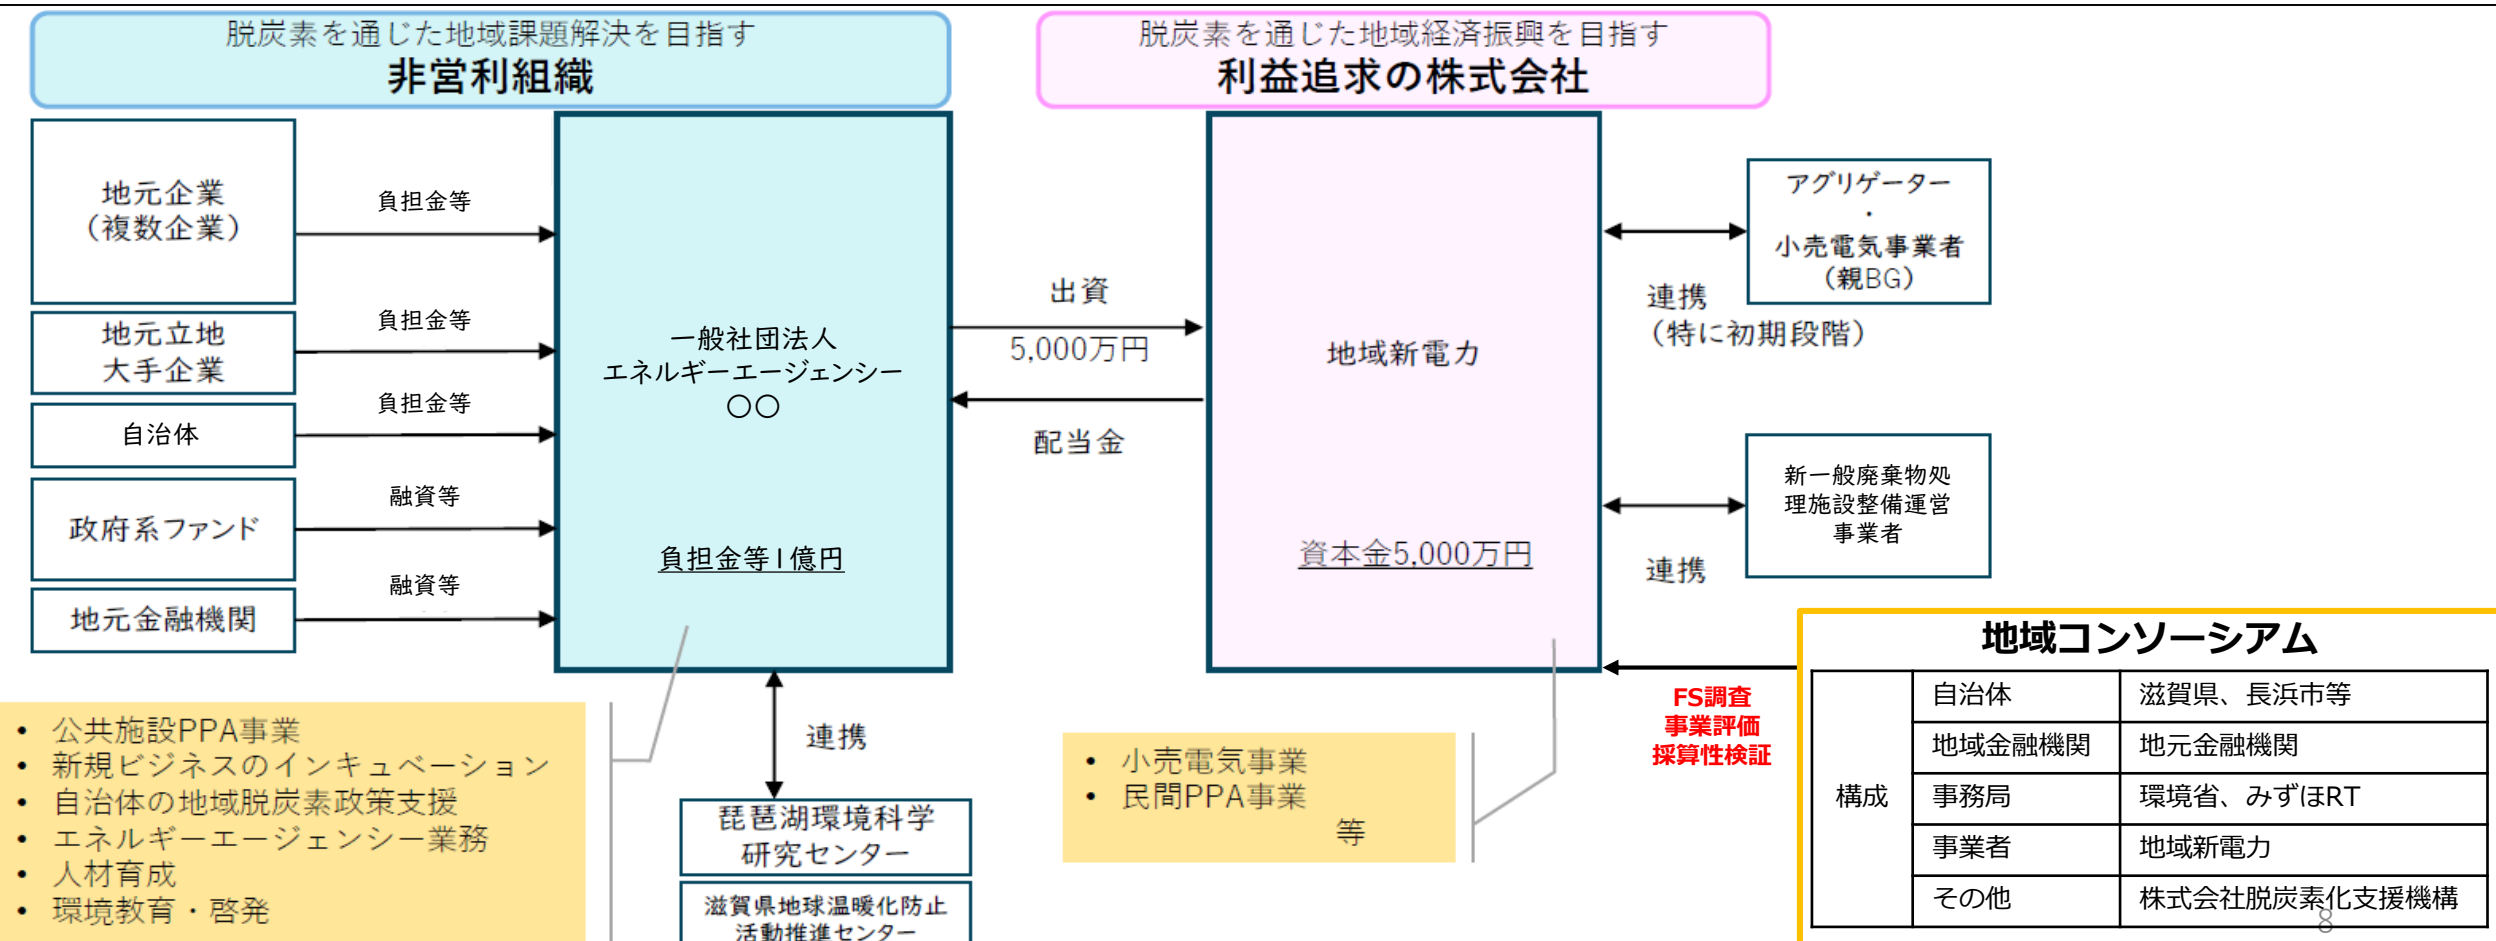 脱炭素を通じた地域課題解決を目指す
非営利組織
脱炭素を通じた地域経済振興を目指す
利益追求の株式会社
地元企業
（複数企業）
負担金等
地元立地
大手企業
負担金等
自治体
負担金等
政府系ファンド
融資等
地元金融機関
融資等
一般社団法人
エネルギーエージェンシー
〇〇
負担金等1億円
出資
5,000万円
配当金
地域新電力
資本金5,000万円
アグリゲーター
・
小売電気事業者
（親BG）
連携
（特に初期段階）
新一般廃棄物処
理施設整備運営
事業者
連携
• 公共施設PPA事業
• 新規ビジネスのインキュベーション
• 自治体の地域脱炭素政策支援
• エネルギーエージェンシー業務
• 人材育成
• 環境教育・啓発
連携
琵琶湖環境科学
研究センター
滋賀県地球温暖化防止
活動推進センター
• 小売電気事業
• 民間PPA事業
等
FS調査
事業評価
採算性検証
地域コンソーシアム
構成
自治体 滋賀県、長浜市等
地域金融機関 地元金融機関
事務局 環境省、みずほRT
事業者 地域新電力
その他 株式会社脱炭素化支援機構
8